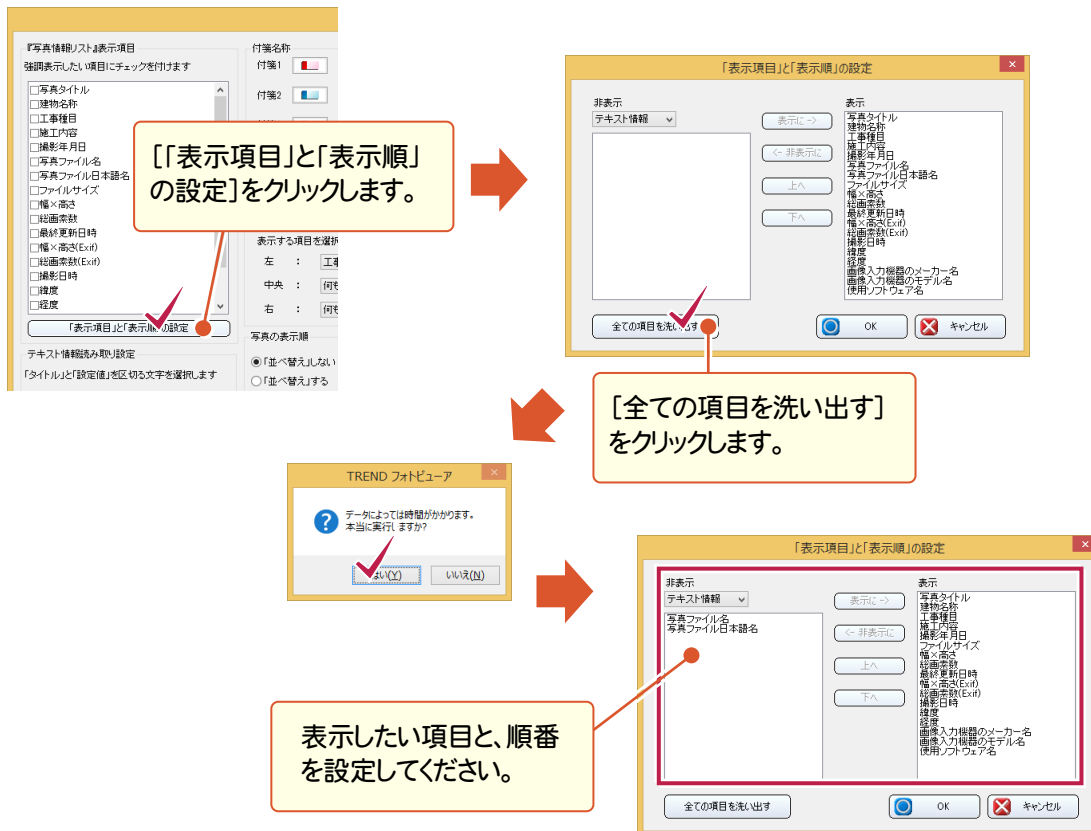 『写真情報リスト』表示項目
強調表示したい項目にチェックを付けます
写真タイトル
建物名称
工事種目
施工内容
撮影年月日
写真ファイル名
写真ファイル日本語名
ファイルサイズ
幅×高さ
総画素数
最終更新日時
幅×高さ(Exif)
総画素数(Exif)
撮影日時
緯度
経度
「表示項目」と「表示順」の設定
テキスト情報読み取り設定
「タイトル」と「設定値」を区切る文字を選択します
付箋名称
付箋1
付箋2
表示する項目を選択
左 : 工事
中央 : 何も
右 : 何も
写真の表示順
「並べ替え」しない
「並べ替え」する
[「表示項目」と「表示順」
の設定]をクリックします。
「表示項目」と「表示順」の設定
非表示
テキスト情報
表示に ->
<- 非表示に
上へ
下へ
表示
写真タイトル
建物名称
工事種目
施工内容
撮影年月日
写真ファイル名
写真ファイル日本語名
ファイルサイズ
幅×高さ
総画素数
最終更新日時
幅×高さ(Exif)
総画素数(Exif)
撮影日時
緯度
経度
画像入力機器のメーカー名
画像入力機器のモデル名
使用ソフトウェア名
全ての項目を洗い出す
OK
キャンセル
[全ての項目を洗い出す]
をクリックします。
TREND フォトビューア
データによっては時間がかかります。
本当に実行しますか?
はい(Y)
いいえ(N)
「表示項目」と「表示順」の設定
非表示
テキスト情報
写真ファイル名
写真ファイル日本語名
表示に ->
<- 非表示に
上へ
下へ
表示
写真タイトル
建物名称
工事種目
施工内容
撮影年月日
ファイルサイズ
幅×高さ
総画素数
最終更新日時
幅×高さ(Exif)
総画素数(Exif)
撮影日時
緯度
経度
画像入力機器のメーカー名
画像入力機器のモデル名
使用ソフトウェア名
全ての項目を洗い出す
OK
キャンセル
表示したい項目と、順番
を設定してください。